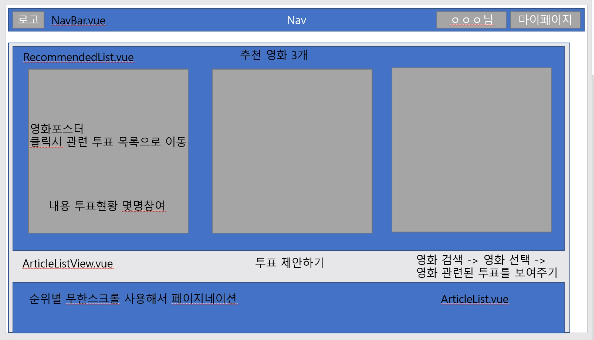 로고 NavBar.vue Nav ㅇㅇㅇ님 마이페이지
RecommendedList.vue 추천 영화 3개
영화포스터
클릭시 관련 투표 목록으로 이동
내용 투표현황 몇명참여
ArticleListView.vue 투표 제안하기
영화 검색 -> 영화 선택 ->
영화 관련된 투표를 보여주기
순위별 무한스크롤 사용해서 페이지네이션 ArticleList.vue